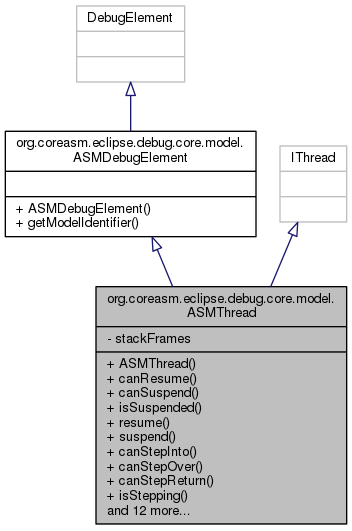 DebugElement
org.coreasm.eclipse.debug.core.model.
ASMDebugElement
+ ASMDebugElement()
+ getModelIdentifier()
IThread
org.coreasm.eclipse.debug.core.model.
ASMThread
- stackFrames
+ ASMThread()
+ canResume()
+ canSuspend()
+ isSuspended()
+ resume()
+ suspend()
+ canStepInto()
+ canStepOver()
+ canStepReturn()
+ isStepping()
and 12 more...